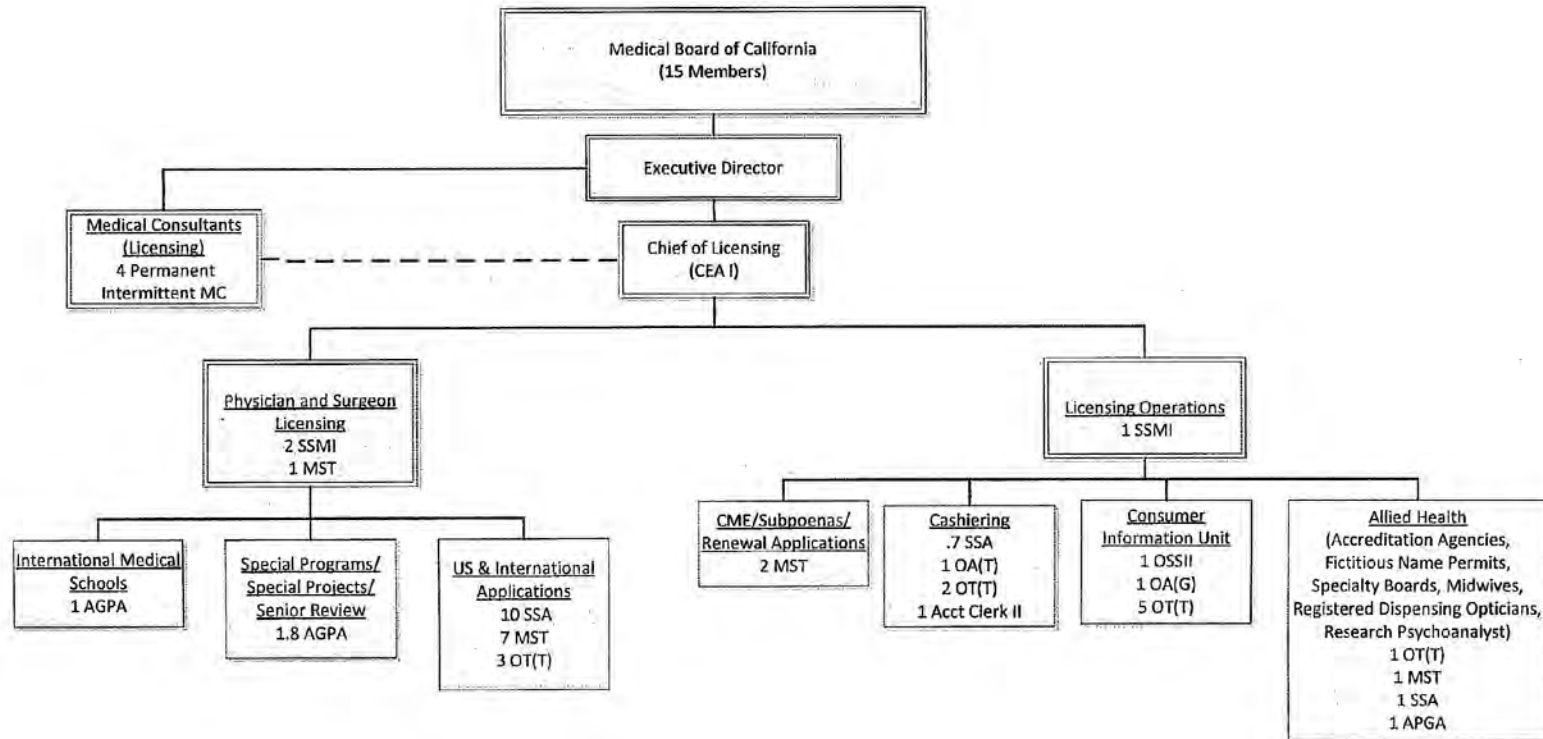 Medical Board of California
(15 Members)
Executive Director
Medical Consultants
(Licensing)
4 Permanent
Intermittent MC
Chief of Licensing
(CEA I)
Physician and Surgeon
Licensing
2 SSMI
1 MST
Licensing Operations
1 SSMI
International Medical
Schools
1 AGPA
Special Programs/
Special Projects/
Senior Review
1.8 AGPA
US & International
Applications
10 SSA
7 MST
3 OT(T)
CME/Subpoenas/
Renewal Applications
2 MST
Cashiering
.7 SSA
1 OA(T)
2 OT(T)
1 Acct Clerk II
Consumer
Information Unit
1 OSSII
1 OA(G)
5 OT(T)
Allied Health
(Accreditation Agencies,
Fictitious Name Permits,
Specialty Boards, Midwives,
Registered Dispensing Opticians,
Research Psychoanalyst)
1 OT(T)
1 MST
1 SSA
1 APGA